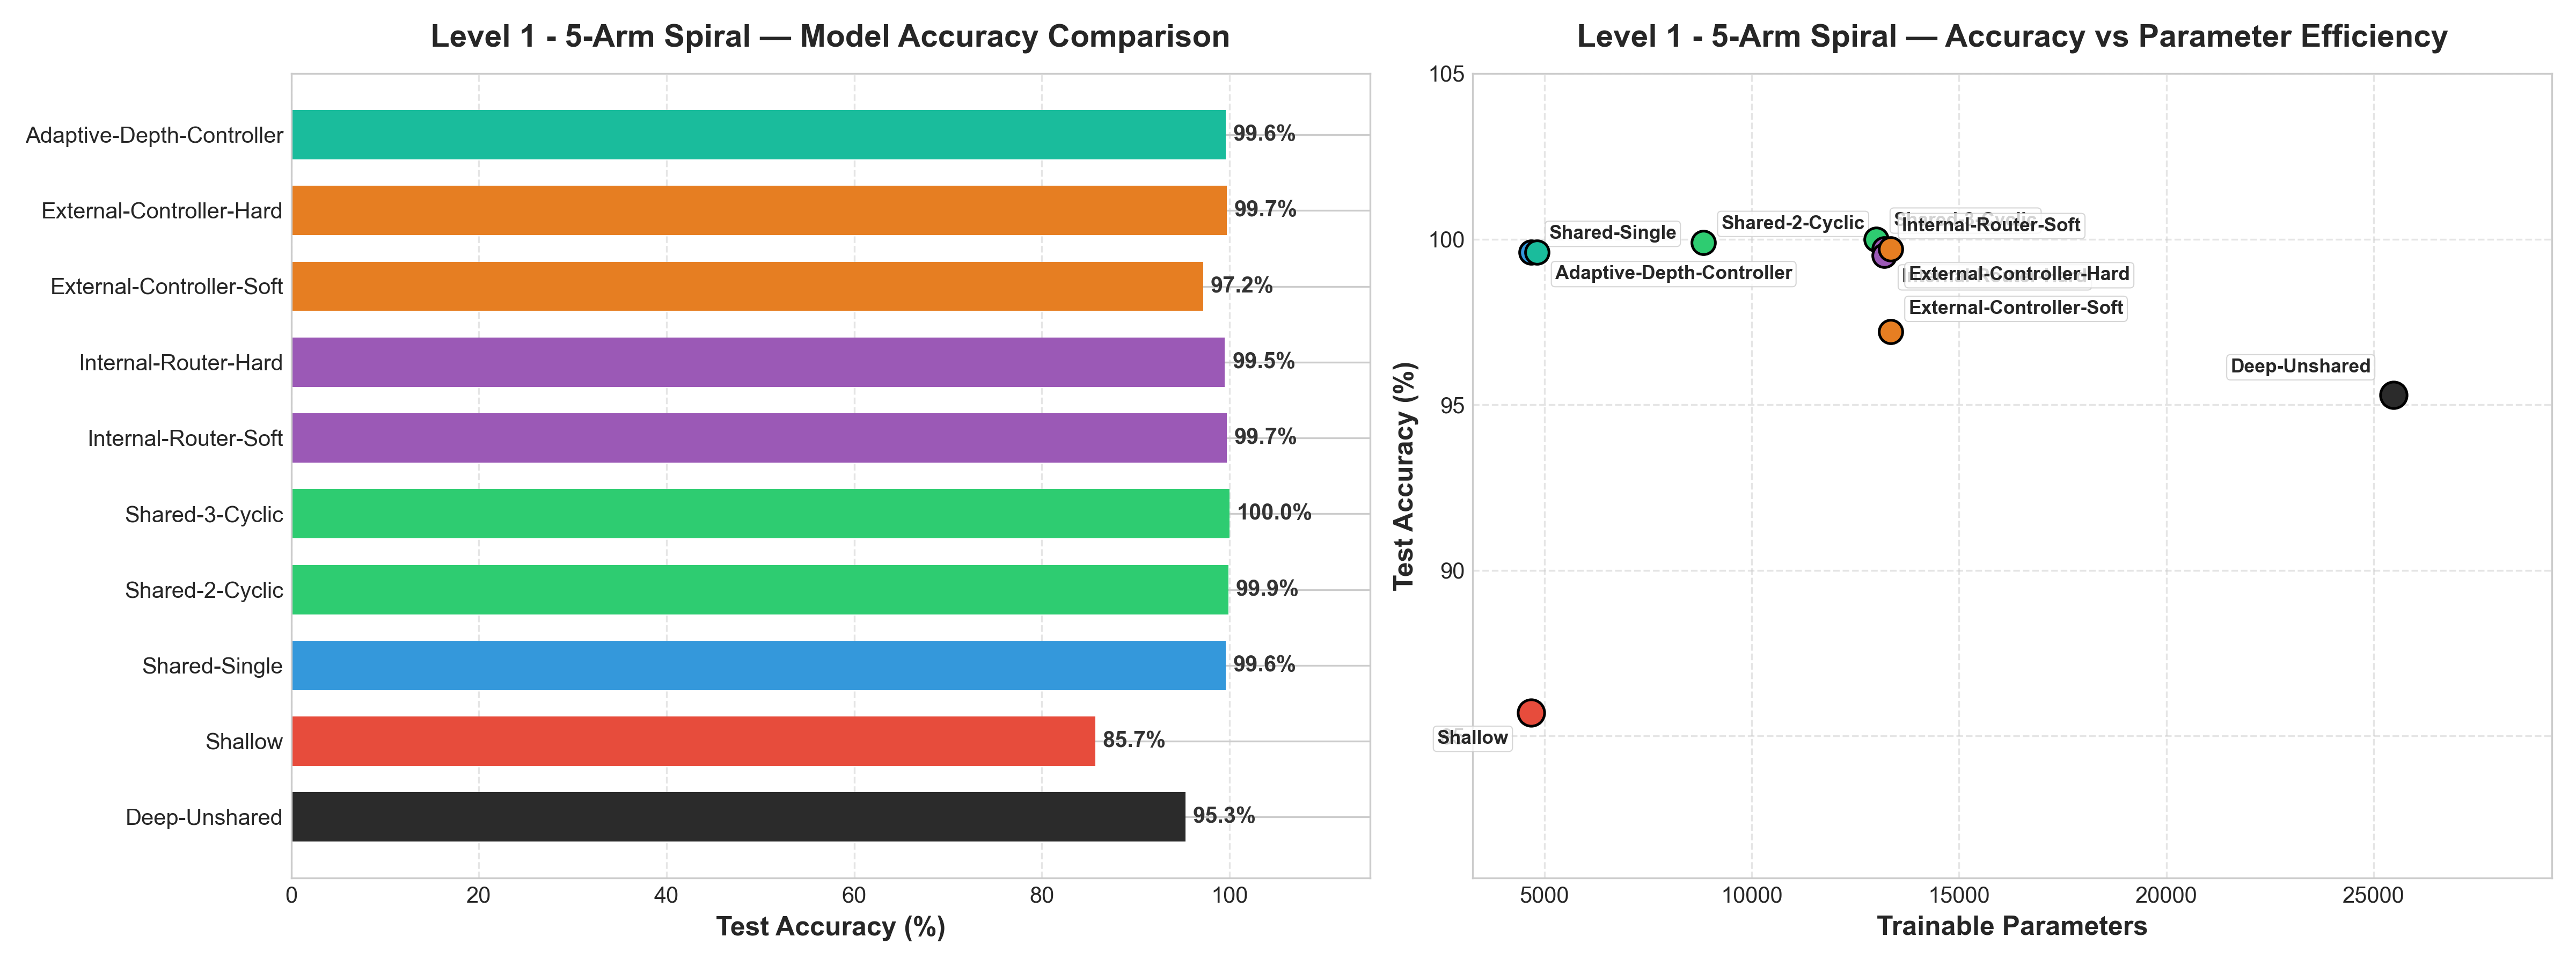 Level 1 - 5-Arm Spiral — Model Accuracy Comparison
Adaptive-Depth-Controller
99.6%
External-Controller-Hard
99.7%
External-Controller-Soft
97.2%
Internal-Router-Hard
99.5%
Internal-Router-Soft
99.7%
Shared-3-Cyclic
100.0%
Shared-2-Cyclic
99.9%
Shared-Single
99.6%
Shallow
85.7%
Deep-Unshared
95.3%
0 20 40 60 80 100
Test Accuracy (%)
Level 1 - 5-Arm Spiral — Accuracy vs Parameter Efficiency
105
100
95
90
Test Accuracy (%)
Shared-Single
Adaptive-Depth-Controller
Shared-2-Cyclic
Internal-Router-Soft
External-Controller-Hard
External-Controller-Soft
Deep-Unshared
Shallow
5000 10000 15000 20000 25000
Trainable Parameters